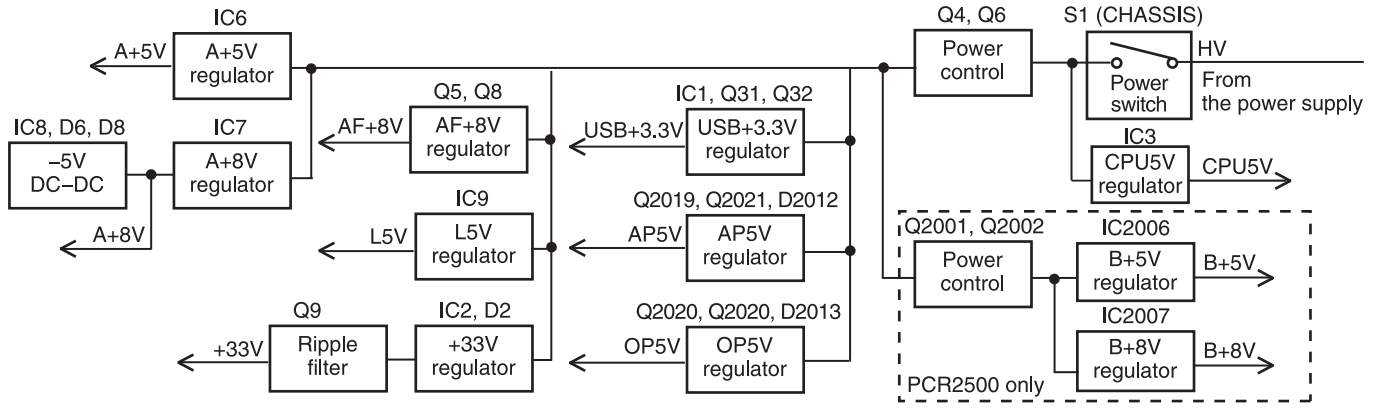 IC6
A+5V
A+5V
regulator
IC8, D6, D8
–5V
DC–DC
IC7
A+8V
regulator
A+8V
Q5, Q8
AF+8V
AF+8V
regulator
IC9
L5V
L5V
regulator
Q9
+33V
Ripple
filter
IC2, D2
+33V
regulator
IC1, Q31, Q32
USB+3.3V
USB+3.3V
regulator
Q2019, Q2021, D2012
AP5V
AP5V
regulator
Q2020, Q2020, D2013
OP5V
OP5V
regulator
Q4, Q6
Power
control
S1 (CHASSIS)
Power
switch
HV
From
the power supply
IC3
CPU5V
regulator
CPU5V
Q2001, Q2002
Power
control
IC2006
B+5V
regulator
B+5V
IC2007
B+8V
regulator
B+8V
PCR2500 only